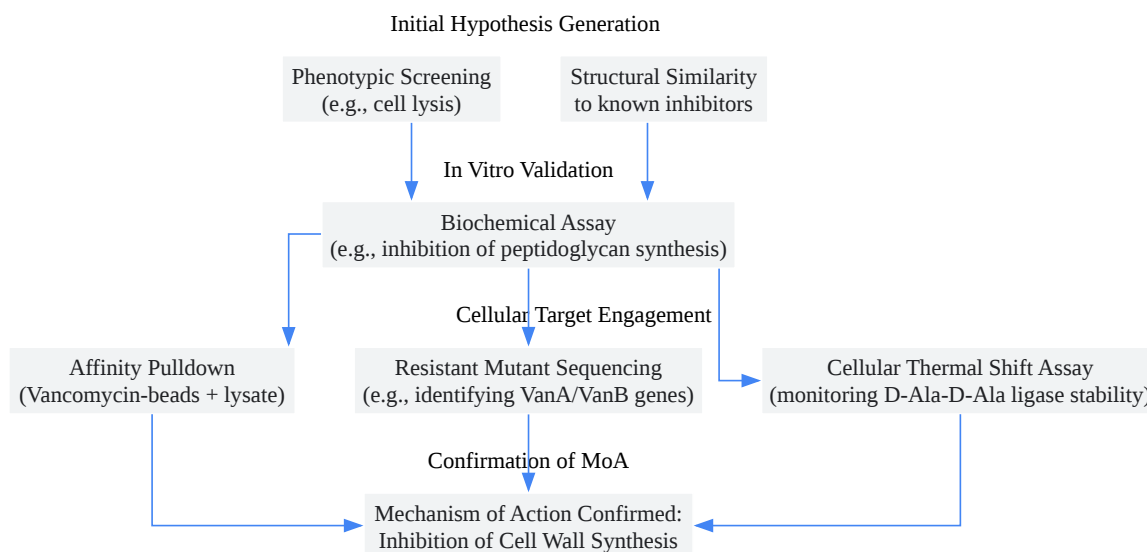 Initial Hypothesis Generation
Phenotypic Screening
(e.g., cell lysis)
Structural Similarity
to known inhibitors
In Vitro Validation
Biochemical Assay
(e.g., inhibition of peptidoglycan synthesis)
Cellular Target Engagement
Affinity Pulldown
(Vancomycin-beads + lysate)
Resistant Mutant Sequencing
(e.g., identifying VanA/VanB genes)
Cellular Thermal Shift Assay
(monitoring D-Ala-D-Ala ligase stability)
Confirmation of MoA
Mechanism of Action Confirmed:
Inhibition of Cell Wall Synthesis